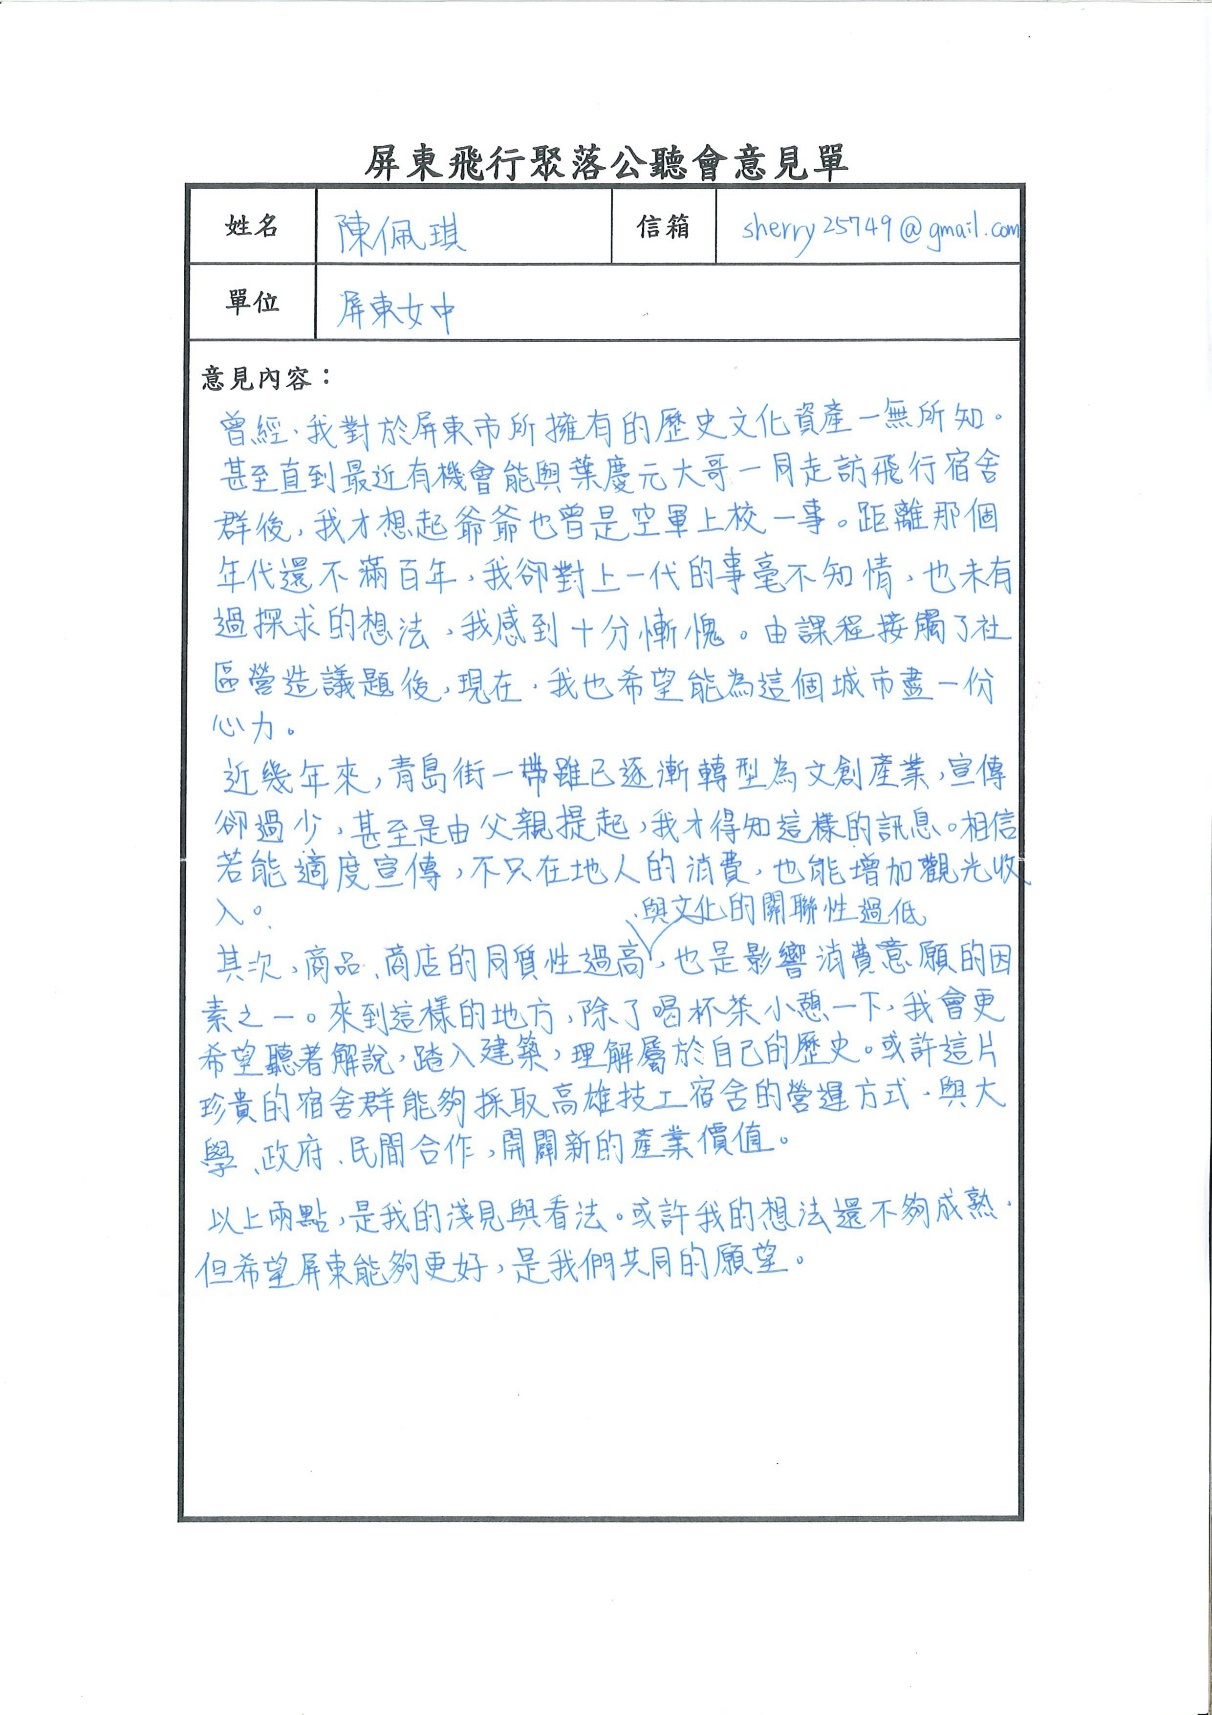 屏東飛行聚落公聽會意見單
姓名 陳佩琪 信箱 sherry25749@gmail.com
單位 屏東女中
意見內容：
曾經，我對於屏東市所擁有的歷史文化資產一無所知。
甚至直到最近有機會能與葉慶元大哥一同走訪飛行宿舍
群後，我才想起爺爺也曾是空軍上校一事。距離那個
年代還不滿百年，我卻對上一代的事毫不知情，也未有
過探求的想法，我感到十分慚愧。由課程接觸了社
區營造議題後，現在，我也希望能為這個城市盡一份
心力。
近幾年來，青島街一帶雖已逐漸轉型為文創產業，宣傳
卻過少，甚至是由父親提起，我才得知這樣的訊息。相信
若能適度宣傳，不只在地人的消費，也能增加觀光收
入。
、與文化的關聯性過低
其次，商品、商店的同質性過高，也是影響消費意願的因
素之一。來到這樣的地方，除了喝杯茶小憩一下，我會更
希望聽著解說，踏入建築，理解屬於自己的歷史。或許這片
珍貴的宿舍群能夠採取高雄技工宿舍的營運方式，與大
學、政府、民間合作，開闢新的產業價值。
以上兩點，是我的淺見與看法。或許我的想法還不夠成熟，
但希望屏東能夠更好，是我們共同的願望。